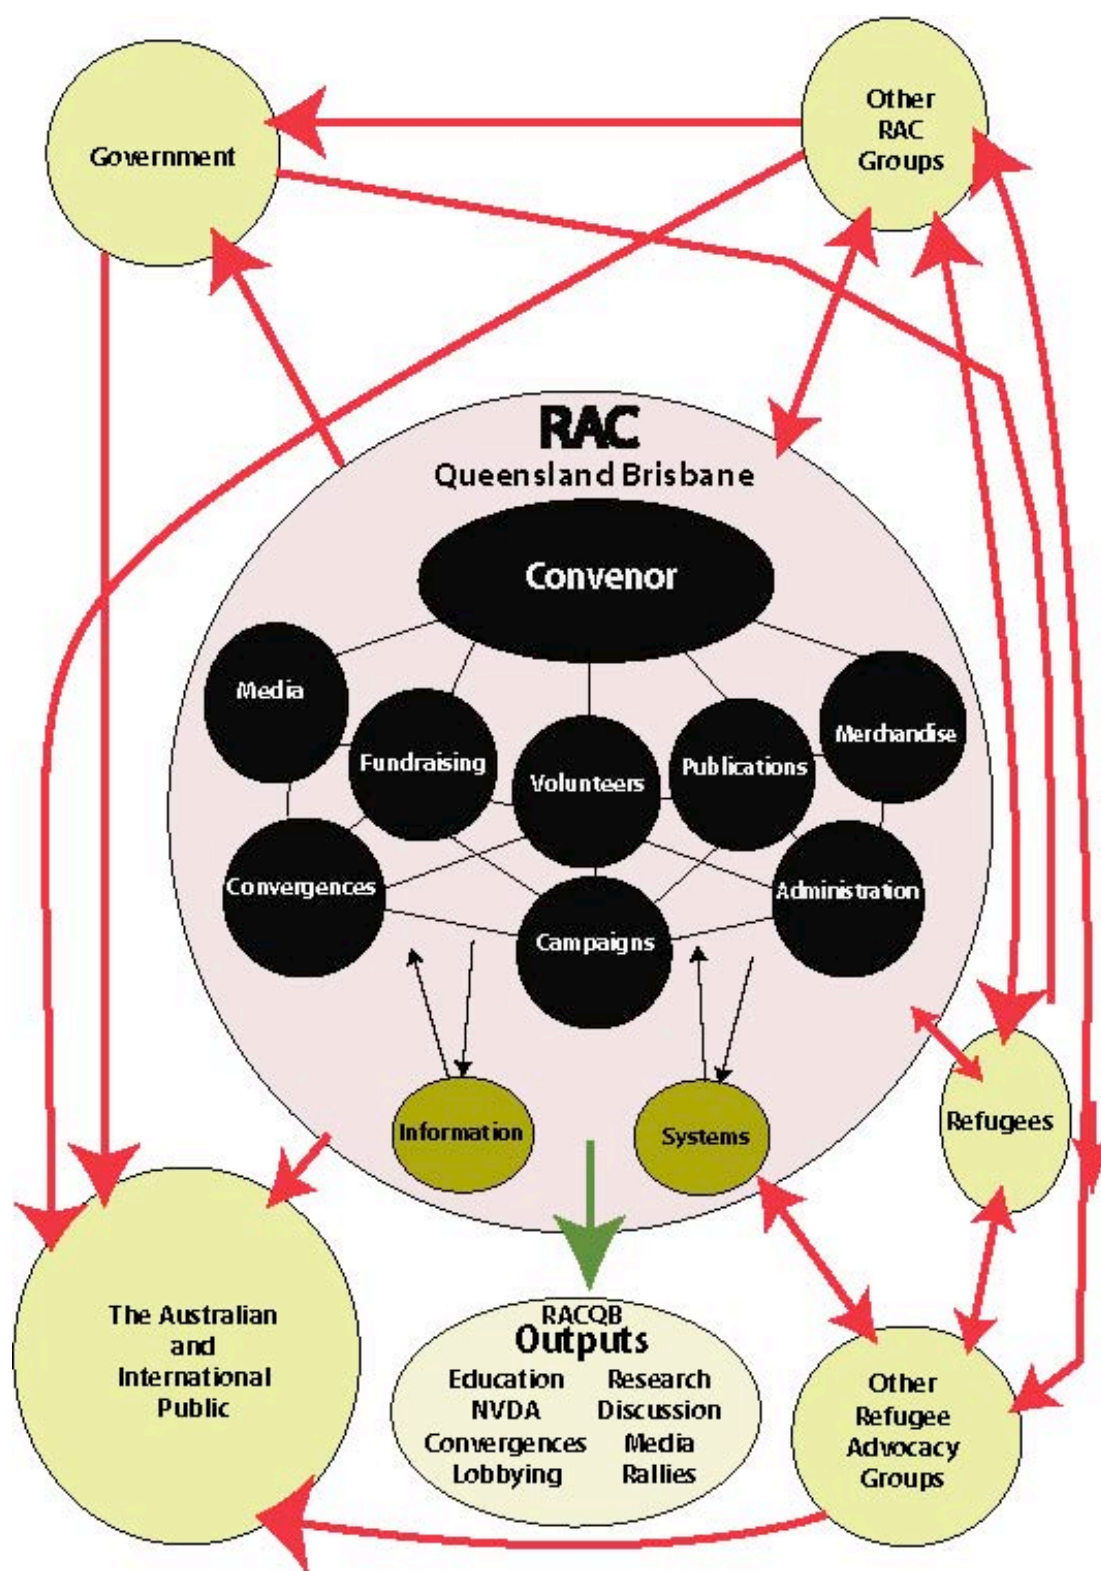 Government
Other
RAC
Groups
RAC
Queensland Brisbane
Convenor
Media
Fundraising
Volunteers
Publications
Merchandise
Convergences
Campaigns
Administration
Information
Systems
Refugees
The Australian
and
International
Public
RACQB
Outputs
Education Research
NVDA Discussion
Convergences Media
Lobbying Rallies
Other
Refugee
Advocacy
Groups